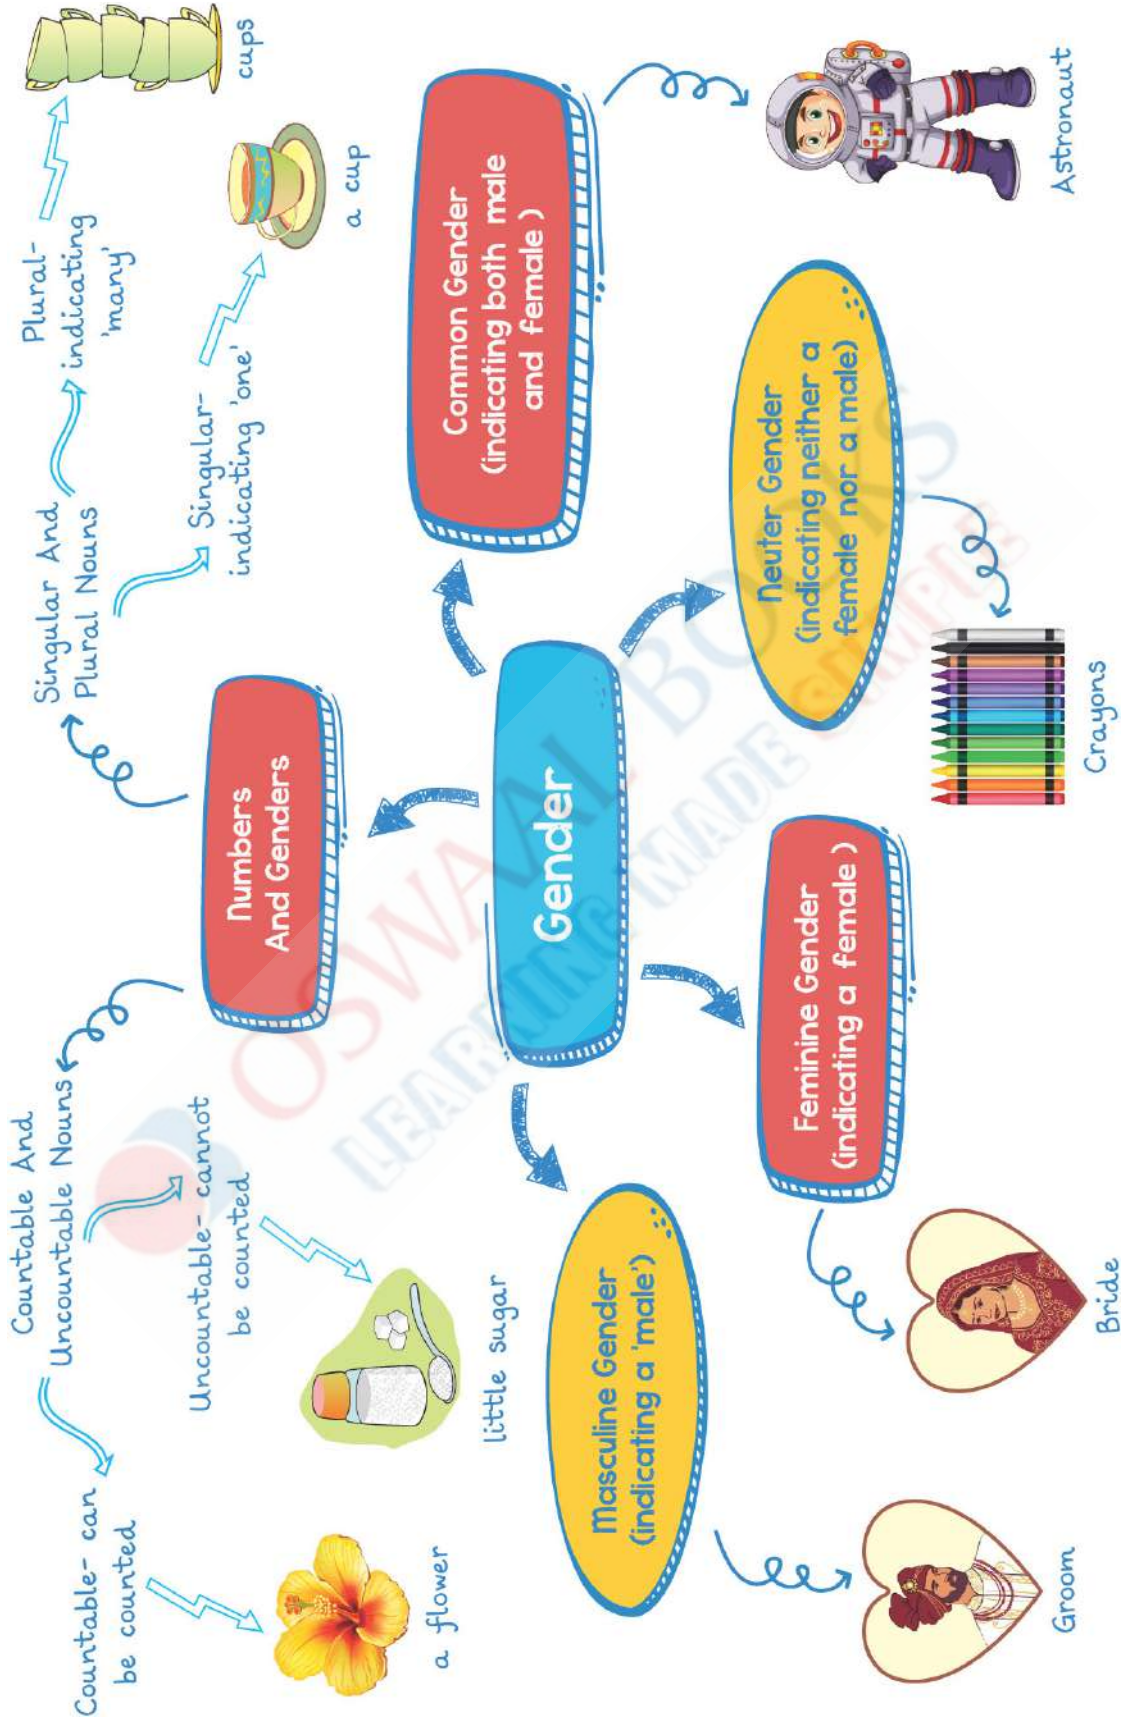 Countable And
Uncountable Nouns
Countable- can
be counted
a flower
Uncountable- cannot
be counted
little sugar
Numbers
And Genders
Singular And
Plural Nouns
Plural-
indicating
'many'
cups
Singular-
indicating 'one'
a cup
Gender
Masculine Gender
(indicating a 'male')
Groom
Feminine Gender
(indicating a female )
Bride
Neuter Gender
(indicating neither a
female nor a male)
Crayons
Common Gender
(indicating both male
and female )
Astronaut
OSWAAL BOOKS
LEARNING MADE SIMPLE